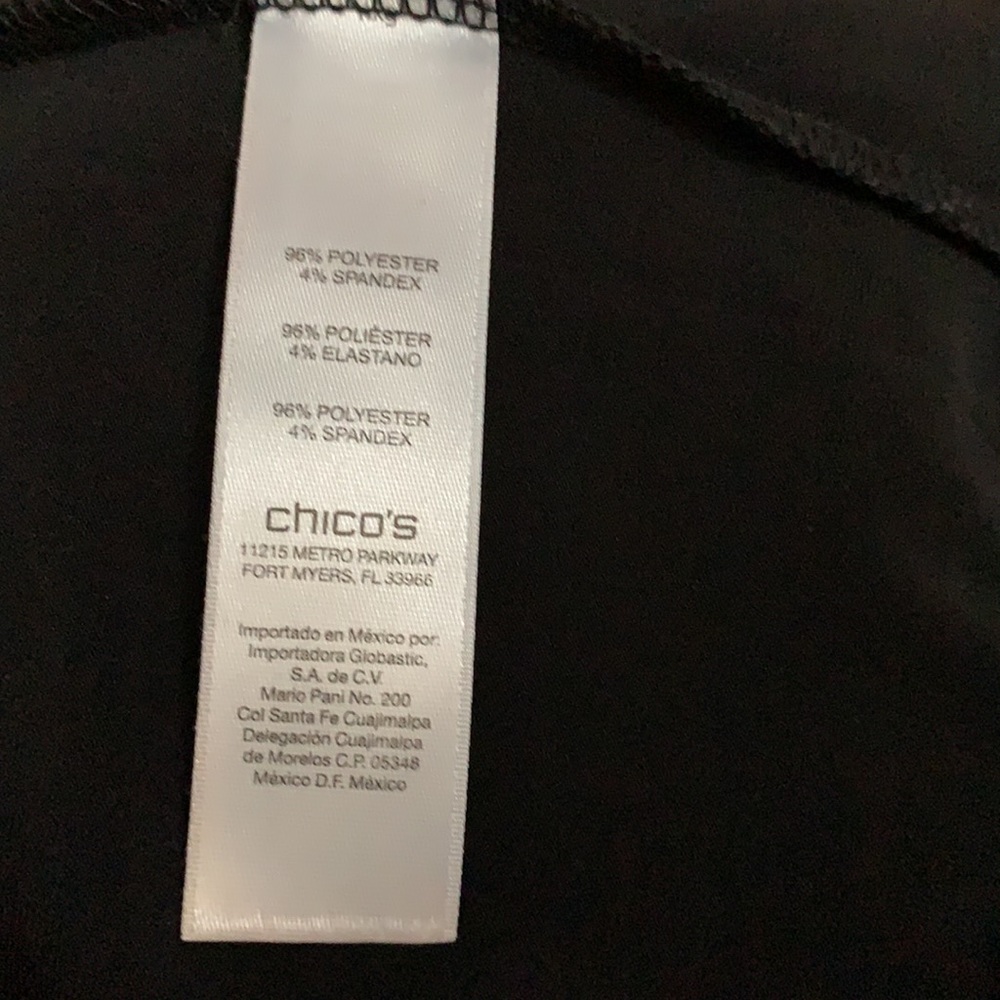 96% POLYESTER
4% SPANDEX
96% POLIÉSTER
4% ELASTANO
96% POLYESTER
4% SPANDEX
chico's
11215 METRO PARKWAY
FORT MYERS, FL 33966
Importado en México por:
Importadora Globastic,
S.A. de C.V.
Mario Pani No. 200
Col Santa Fe Cuajimalpa
Delegación Cuajimalpa
de Morelos C.P. 05348
México D.F. México